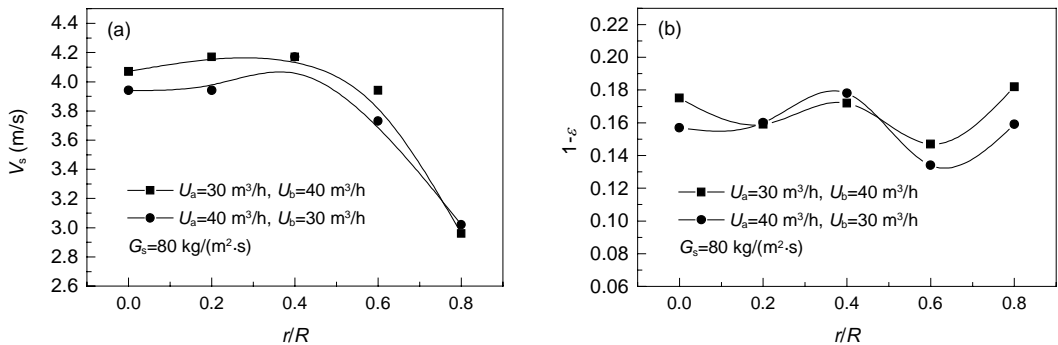 (a)
4.4
4.2
4.0
3.8
3.6
3.4
3.2
3.0
2.8
2.6
Vs (m/s)
Ua=30 m³/h, Ub=40 m³/h
Ua=40 m³/h, Ub=30 m³/h
Gs=80 kg/(m²·s)
0.0 0.2 0.4 0.6 0.8
r/R
(b)
0.22
0.20
0.18
0.16
0.14
0.12
0.10
0.08
0.06
1-ε
Ua=30 m³/h, Ub=40 m³/h
Ua=40 m³/h, Ub=30 m³/h
Gs=80 kg/(m²·s)
0.0 0.2 0.4 0.6 0.8
r/R